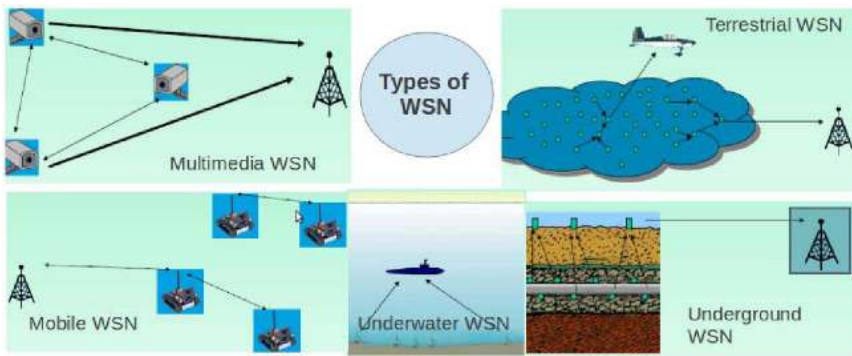 Types of
WSN
Terrestrial WSN
Multimedia WSN
Mobile WSN
Underwater WSN
Underground
WSN